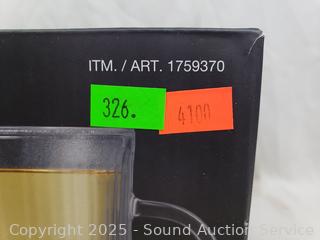 ITM. / ART. 1759370
326.
4100
Copyright 2025 - Sound Auction Service